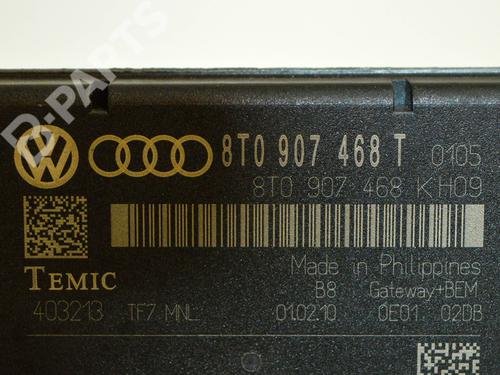 D-PARTS
8T0 907 468 T 0105
8T0 907 468 K H09
TEMIC
Made in Philippines
B8 Gateway+BEM
403213 TF7 MNL 01.02.10 0E01 02DB